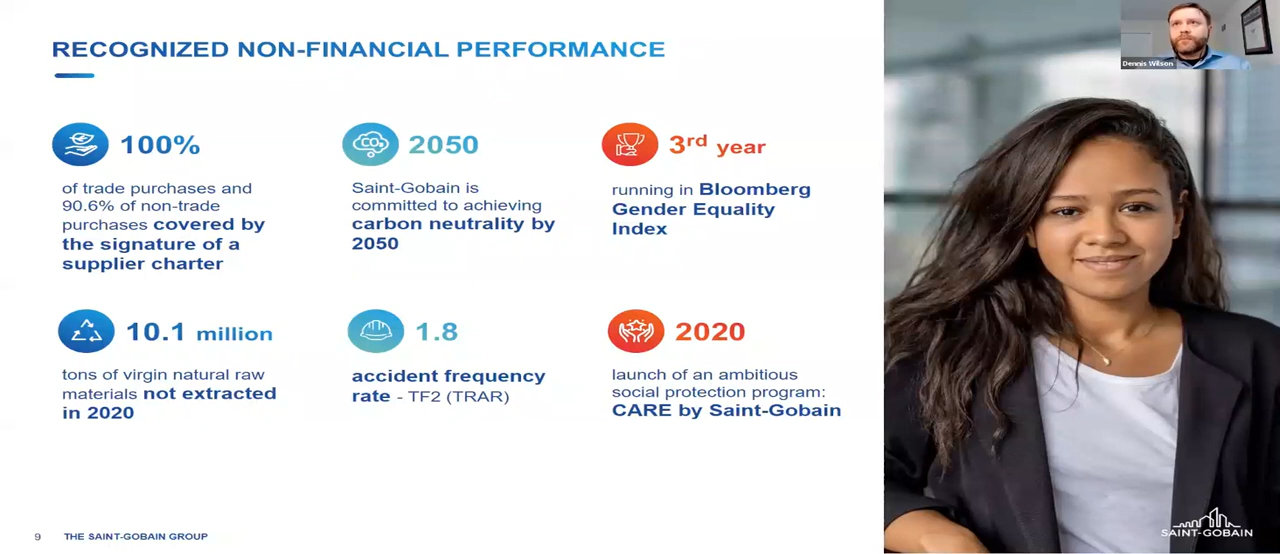 RECOGNIZED NON-FINANCIAL PERFORMANCE
100%
of trade purchases and
90.6% of non-trade
purchases covered by
the signature of a
supplier charter
CO₂
2050
Saint-Gobain is
committed to achieving
carbon neutrality by
2050
3rd year
running in Bloomberg
Gender Equality
Index
10.1 million
tons of virgin natural raw
materials not extracted
in 2020
1.8
accident frequency
rate - TF2 (TRAR)
2020
launch of an ambitious
social protection program:
CARE by Saint-Gobain
9 THE SAINT-GOBAIN GROUP
Dennis Wilson
SAINT-GOBAIN